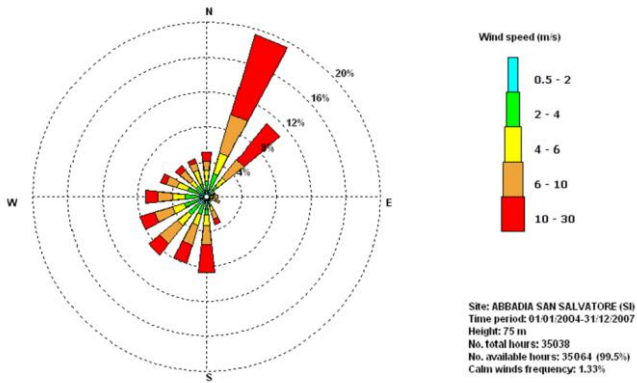 N
Wind speed (m/s)
20%
0.5 - 2
16%
2 - 4
12%
4 - 6
8%
6 - 10
4%
W
E
10 - 30
Site: ABBADIA SAN SALVATORE (SI)
Time period: 01/01/2004-31/12/2007
Height: 75 m
No. total hours: 35038
No. available hours: 35064 (99.5%)
Calm winds frequency: 1.33%
S